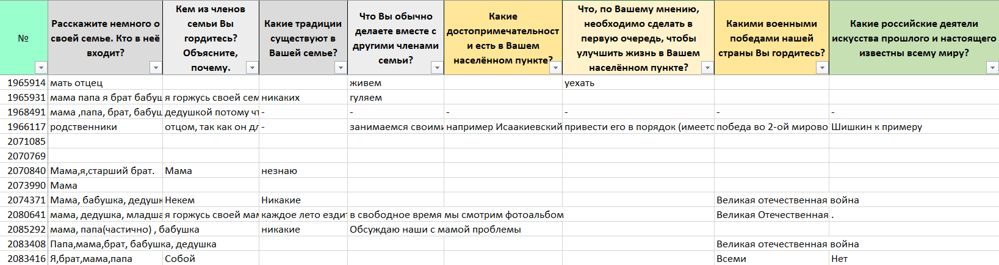 №
Расскажите немного о своей семье. Кто в неё входит?
Кем из членов семьи Вы гордитесь? Объясните, почему.
Какие традиции существуют в Вашей семье?
Что Вы обычно делаете вместе с другими членами семьи?
Какие достопримечательност и есть в Вашем населённом пункте?
Что, по Вашему мнению, необходимо сделать в первую очередь, чтобы улучшить жизнь в Вашем населённом пункте?
Какими военными победами нашей страны Вы гордитесь?
Какие российские деятели искусства прошлого и настоящего известны всему миру?
1965914 мать отцец живем уехать
1965931 мама папа я брат бабуш я горжусь своей сем никаких гуляем
1968491 мама ,папа, брат, бабуш дедушкой потому чт - - - - - -
1966117 родственники отцом, так как он дл - занимаемся своими например Исаакиевский привести его в порядок (имеетс победа во 2-ой мирово Шишкин к примеру
2071085
2070769
2070840 Мама,я,старший брат. Мама незнаю
2073990 Мама
2074371 Мама, бабушка, дедушк Некем Никакие Великая отечественная война
2080641 мама, дедушка, младша я горжусь своей мам каждое лето ездит в свободное время мы смотрим фотоальбом Великая Отечественная .
2085292 мама, папа(частично) , бабушка никакие Обсуждаю наши с мамой проблемы
2083408 Папа,мама,брат, бабушка, дедушка Великая отечественная война
2083416 Я,брат,мама,папа Собой Всеми Нет